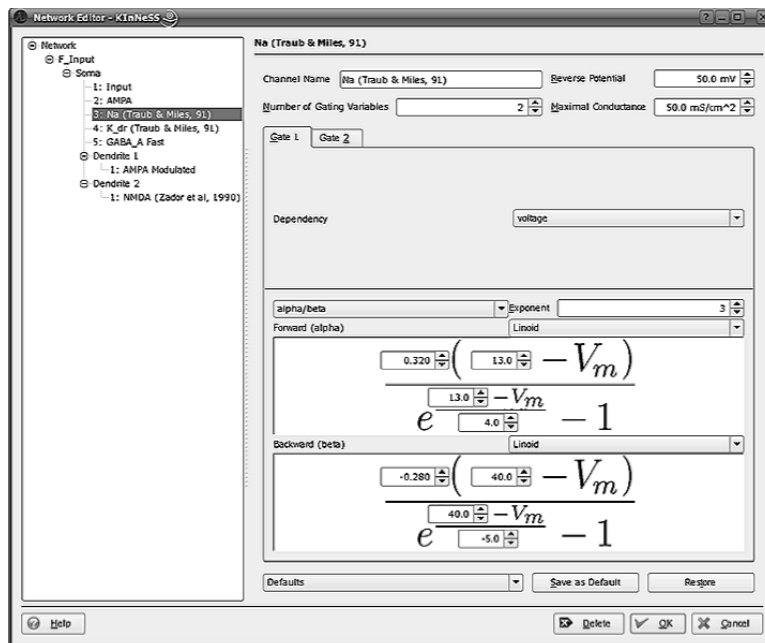 Network Editor - KInNeSS
Network
F_Input
Soma
1: Input
2: AMPA
3: Na (Traub & Miles, 91)
4: K_dr (Traub & Miles, 91)
5: GABA_A Fast
Dendrite 1
1: AMPA Modulated
Dendrite 2
1: NMDA (Zador et al, 1990)
Na (Traub & Miles, 91)
Channel Name Na (Traub & Miles, 91) Reverse Potential 50.0 mV
Number of Gating Variables 2 Maximal Conductance 50.0 mS/cm^2
Gate 1 Gate 2
Dependency voltage
alpha/beta Exponent 3
Forward (alpha) Linoid
0.320 ( 13.0 − Vm )
13.0 − Vm
e 4.0 − 1
Backward (beta) Linoid
-0.280 ( 40.0 − Vm )
40.0 − Vm
e -5.0 − 1
Defaults Save as Default Restore
Help Delete OK Cancel